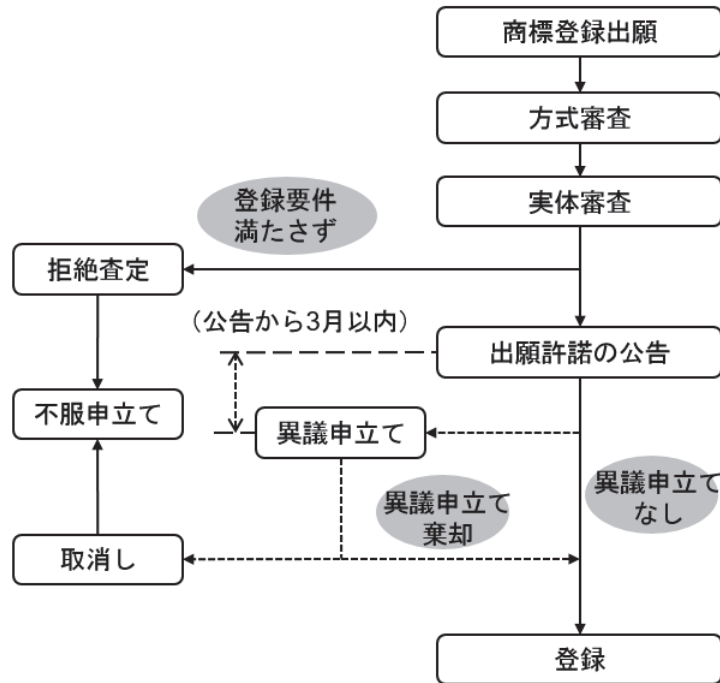 商標登録出願
方式審査
実体審査
登録要件
満たさず
拒絶査定
（公告から3月以内）
出願許諾の公告
不服申立て
異議申立て
異議申立て
なし
異議申立て
棄却
取消し
登録